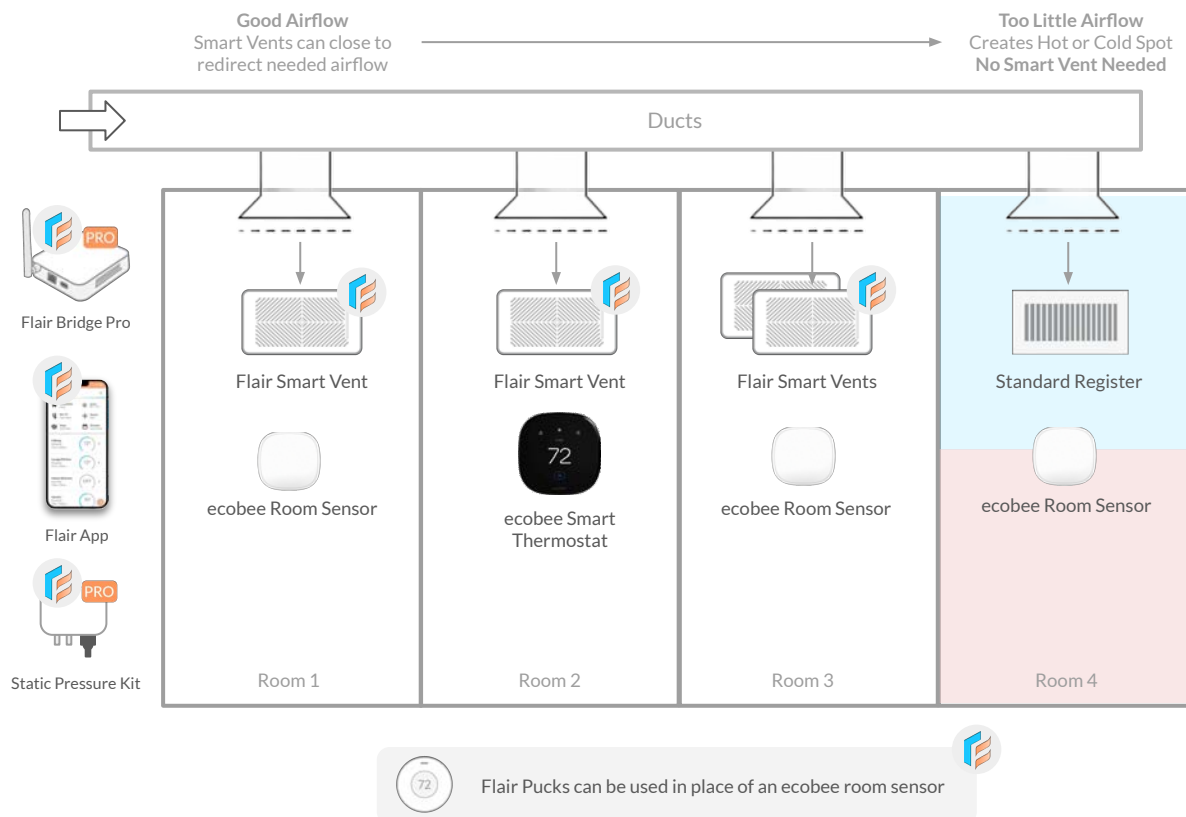 Good Airflow
Smart Vents can close to
redirect needed airflow
Too Little Airflow
Creates Hot or Cold Spot
No Smart Vent Needed
Ducts
PRO
Flair Bridge Pro
Flair App
PRO
Static Pressure Kit
Flair Smart Vent
ecobee Room Sensor
Room 1
Flair Smart Vent
72
ecobee Smart
Thermostat
Room 2
Flair Smart Vents
ecobee Room Sensor
Room 3
Standard Register
ecobee Room Sensor
Room 4
72
Flair Pucks can be used in place of an ecobee room sensor